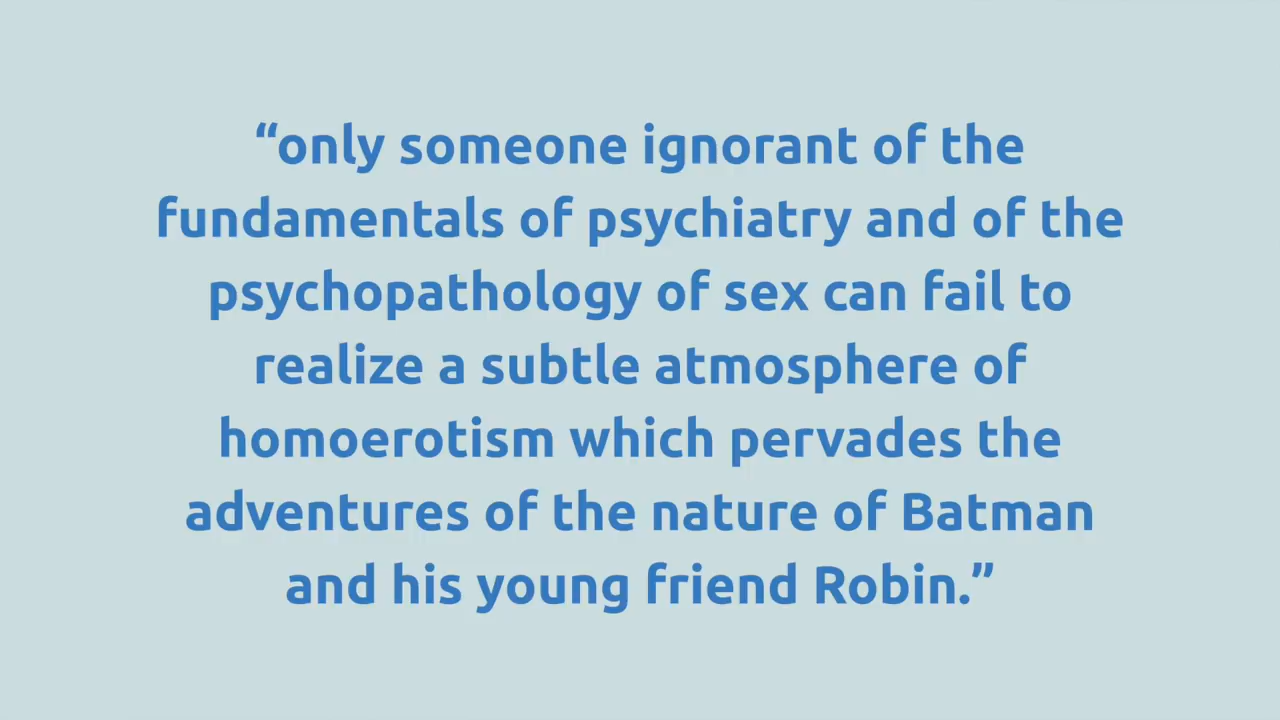 “only someone ignorant of the
fundamentals of psychiatry and of the
psychopathology of sex can fail to
realize a subtle atmosphere of
homoerotism which pervades the
adventures of the nature of Batman
and his young friend Robin.”